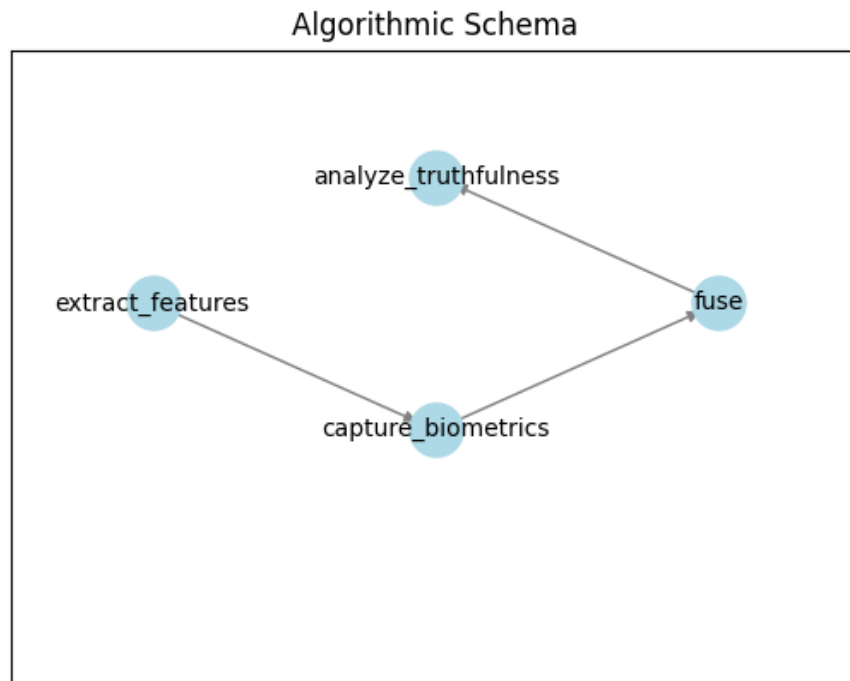 Algorithmic Schema
analyze_truthfulness
extract_features
fuse
capture_biometrics